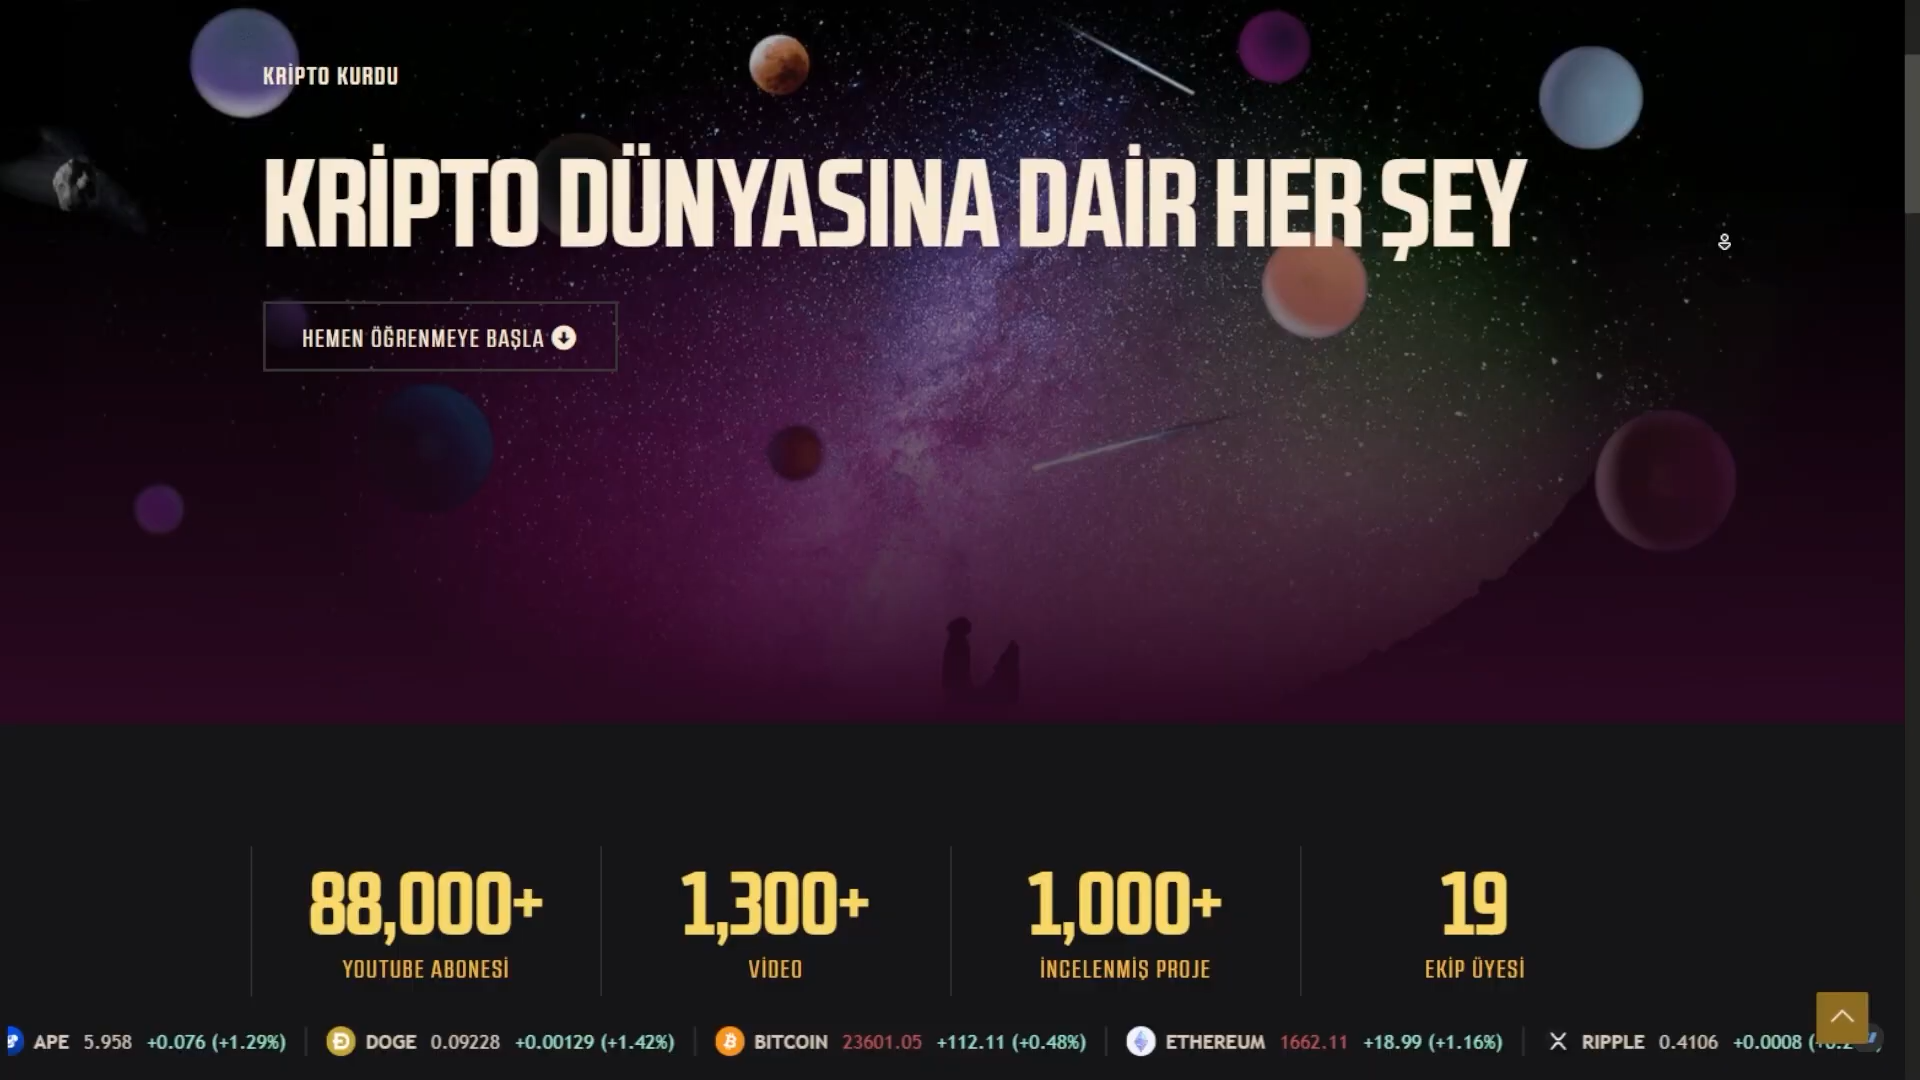 KRİPTO KURDU
KRİPTO DÜNYASINA DAİR HER ŞEY
HEMEN ÖĞRENMEYE BAŞLA
88,000+ 1,300+ 1,000+ 19
YOUTUBE ABONESİ VİDEO İNCELENMİŞ PROJE EKİP ÜYESİ
APE 5.958 +0.076 (+1.29%) DOGE 0.09228 +0.00129 (+1.42%) BITCOIN 23601.05 +112.11 (+0.48%) ETHEREUM 1662.11 +18.99 (+1.16%) RIPPLE 0.4106 +0.0008